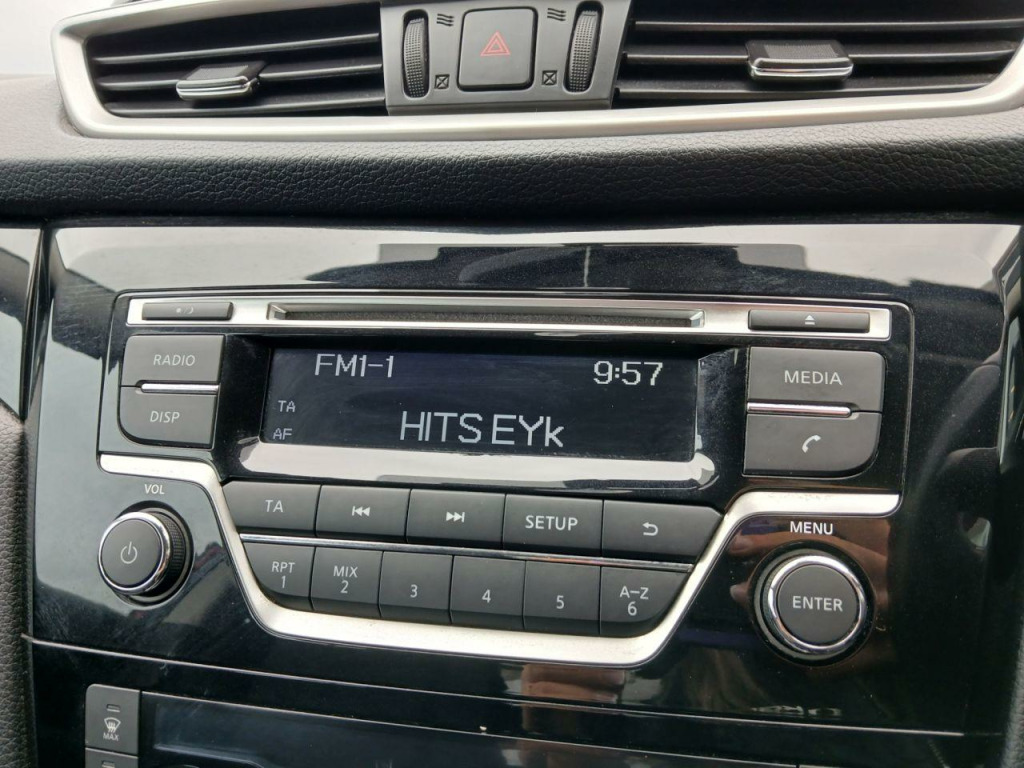 RADIO
DISP
FM1-1 9:57
TA
AF
HITS EYk
MEDIA
VOL
TA
SETUP
MENU
RPT
1
MIX
2
3
4
5
A-Z
6
ENTER
MAX